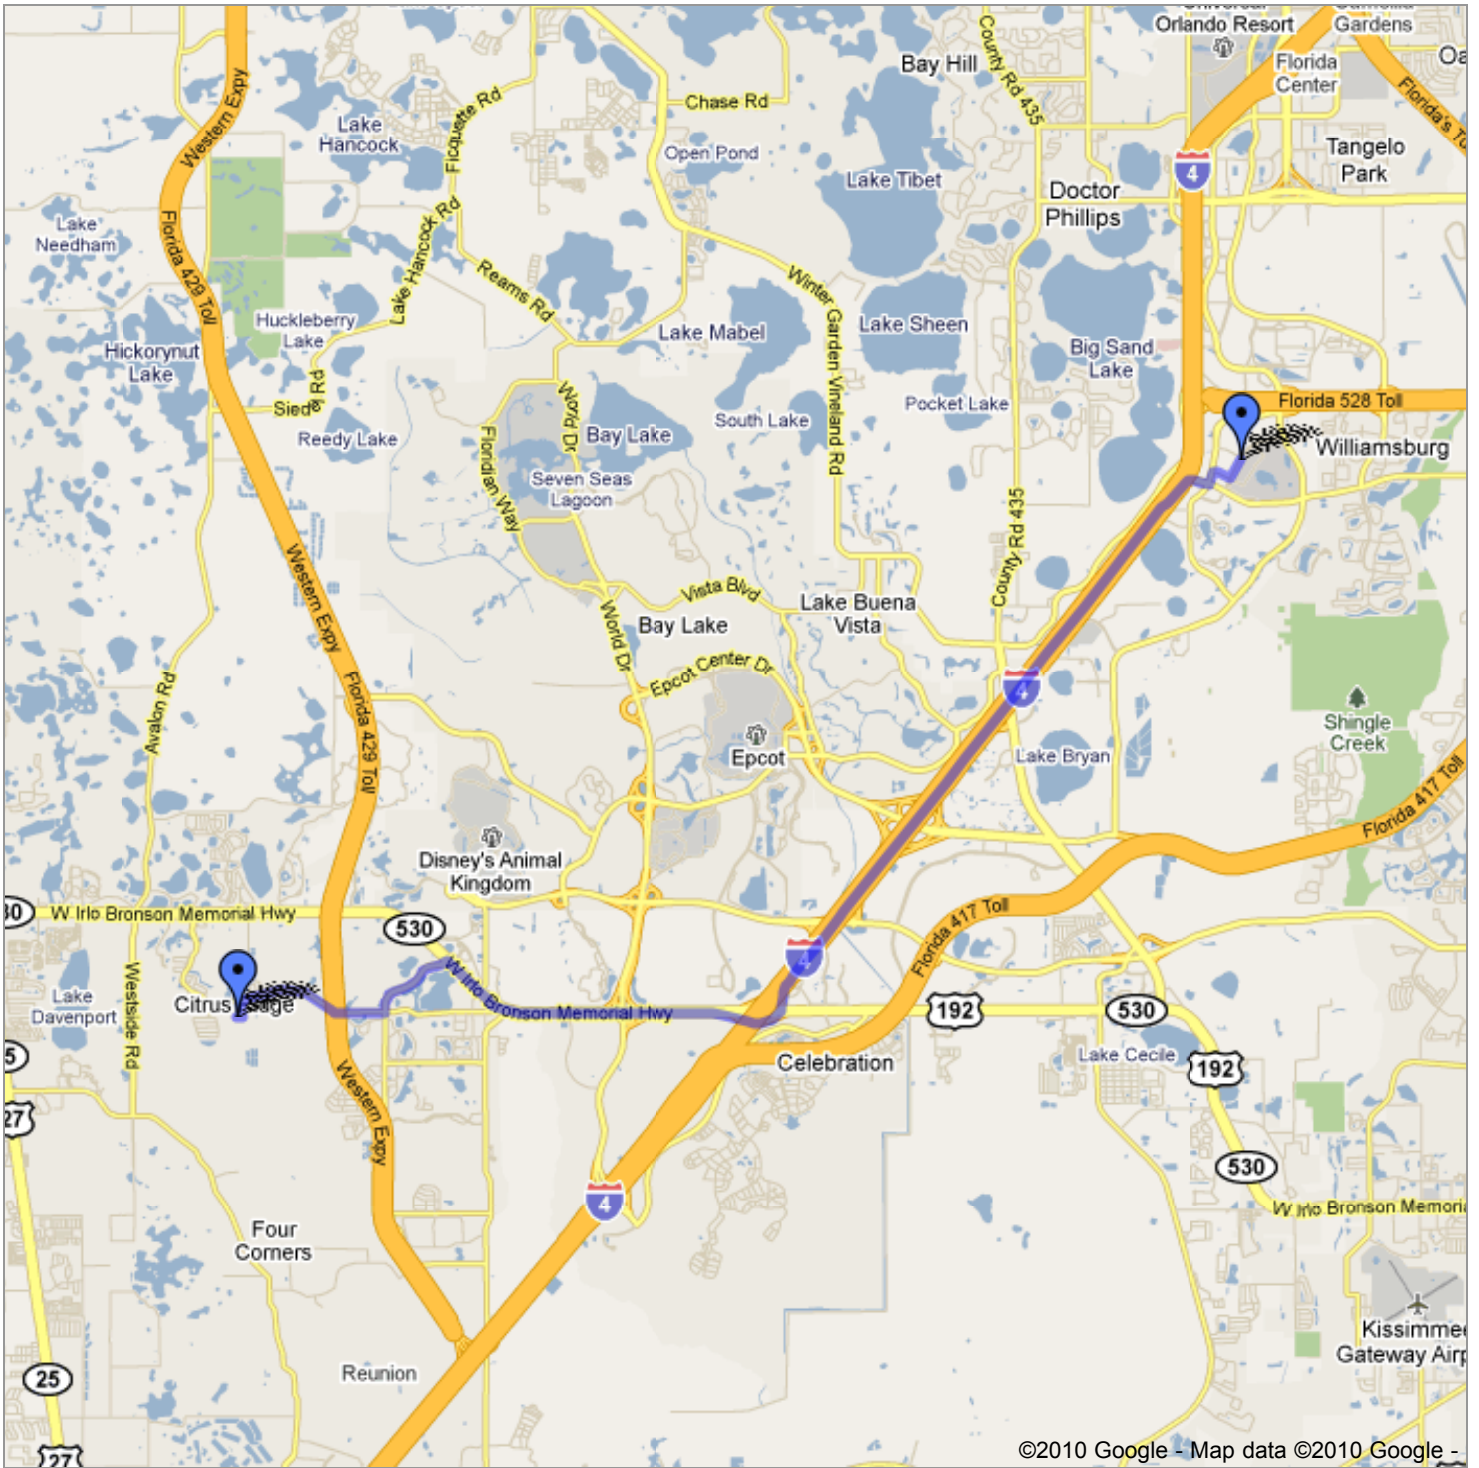 Orlando Resort
Gardens
Bay Hill
County Rd 435
Florida
Center
Western Expy
Ficquette Rd
Chase Rd
Florida's
Lake
Hancock
Open Pond
Tangelo
Park
Lake Tibet
4
Doctor
Phillips
Lake
Needham
Lake Hancock Rd
Florida 429 Toll
Reams Rd
Winter Garden Vineland Rd
Huckleberry
Lake
Lake Mabel
Lake Sheen
Hickorynut
Lake
Big Sand
Lake
Siedel Rd
World Dr
Pocket Lake
Florida 528 Toll
South Lake
Reedy Lake
Bay Lake
Floridian Way
Williamsburg
Seven Seas
Lagoon
County Rd 435
Western Expy
Vista Blvd
Lake Buena
Vista
World Dr
Bay Lake
Epcot Center Dr
Avalon Rd
Florida 429 Toll
4
Shingle
Creek
Epcot
Lake Bryan
Florida 417 Toll
Disney's Animal
Kingdom
W Irlo Bronson Memorial Hwy
530
Florida 417 Toll
4
W Irlo Bronson Memorial Hwy
Citrus
Lake
Davenport
Westside Rd
192
530
5
Celebration
Lake Cecile
192
27
Western Expy
530
4
W Irlo Bronson
Four
Corners
Kissimmee
Gateway
Reunion
25
27
©2010 Google - Map data ©2010 Google -